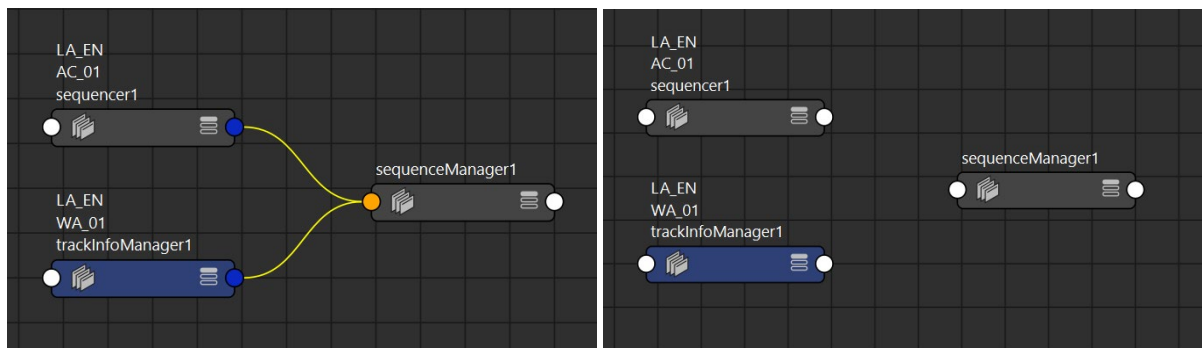 LA_EN
AC_01
sequencer1
sequenceManager1
LA_EN
WA_01
trackInfoManager1
LA_EN
AC_01
sequencer1
sequenceManager1
LA_EN
WA_01
trackInfoManager1